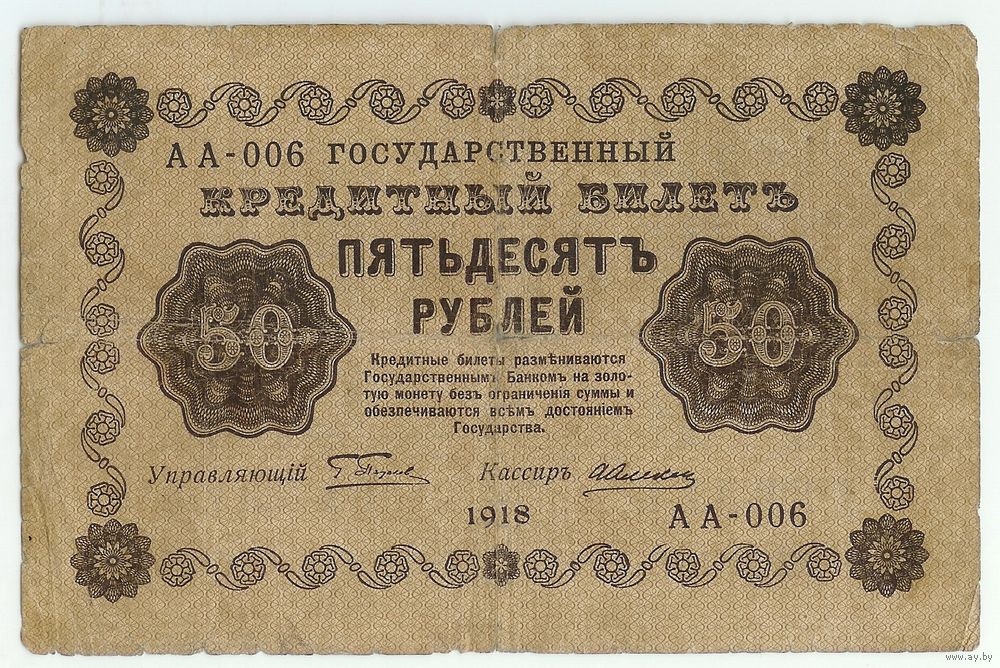 АА-006 ГОСУДАРСТВЕННЫЙ
КРЕДИТНЫЙ БИЛЕТЪ
ПЯТЬДЕСЯТЪ
РУБЛЕЙ
50 50
Кредитные билеты размѣниваются
Государственнымъ Банкомъ на золо-
тую монету безъ ограниченія суммы и
обезпечиваются всѣмъ достояніемъ
Государства.
Управляющій Кассиръ
1918 АА-006
www.ay.by